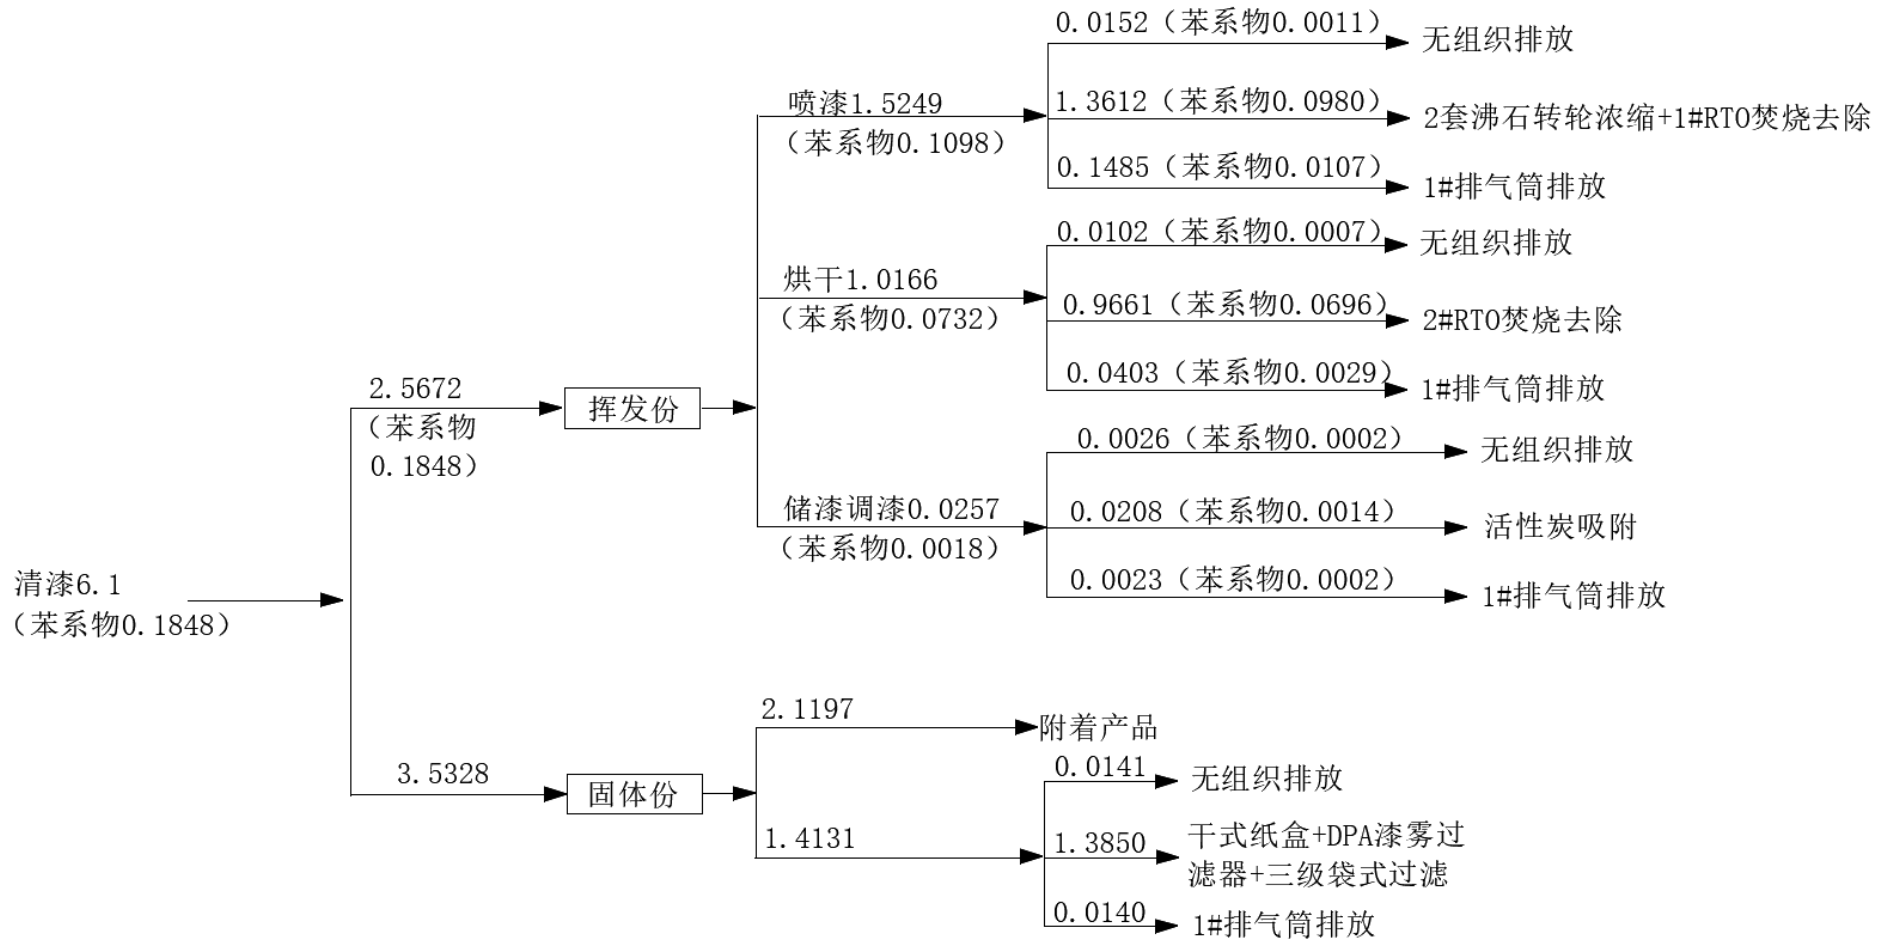 0.0152（苯系物0.0011）
无组织排放
喷漆1.5249
（苯系物0.1098）
1.3612（苯系物0.0980）
2套沸石转轮浓缩+1#RTO焚烧去除
0.1485（苯系物0.0107）
1#排气筒排放
0.0102（苯系物0.0007）
无组织排放
烘干1.0166
（苯系物0.0732）
0.9661（苯系物0.0696）
2#RTO焚烧去除
0.0403（苯系物0.0029）
1#排气筒排放
2.5672
（苯系物
0.1848）
挥发份
0.0026（苯系物0.0002）
无组织排放
储漆调漆0.0257
（苯系物0.0018）
0.0208（苯系物0.0014）
活性炭吸附
0.0023（苯系物0.0002）
1#排气筒排放
清漆6.1
（苯系物0.1848）
3.5328
固体份
2.1197
附着产品
1.4131
0.0141
无组织排放
1.3850
干式纸盒+DPA漆雾过
滤器+三级袋式过滤
0.0140
1#排气筒排放